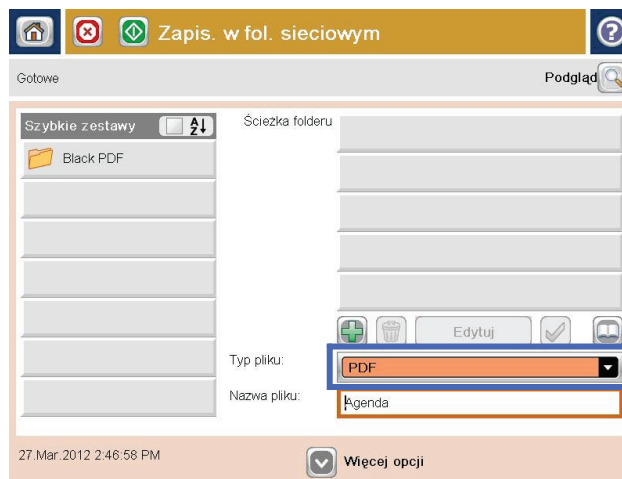 Zapis. w fol. sieciowym
Gotowe
Podgląd
Szybkie zestawy
Ścieżka folderu
Black PDF
Edytuj
Typ pliku:
PDF
Nazwa pliku:
Agenda
27.Mar.2012 2:46:58 PM
Więcej opcji